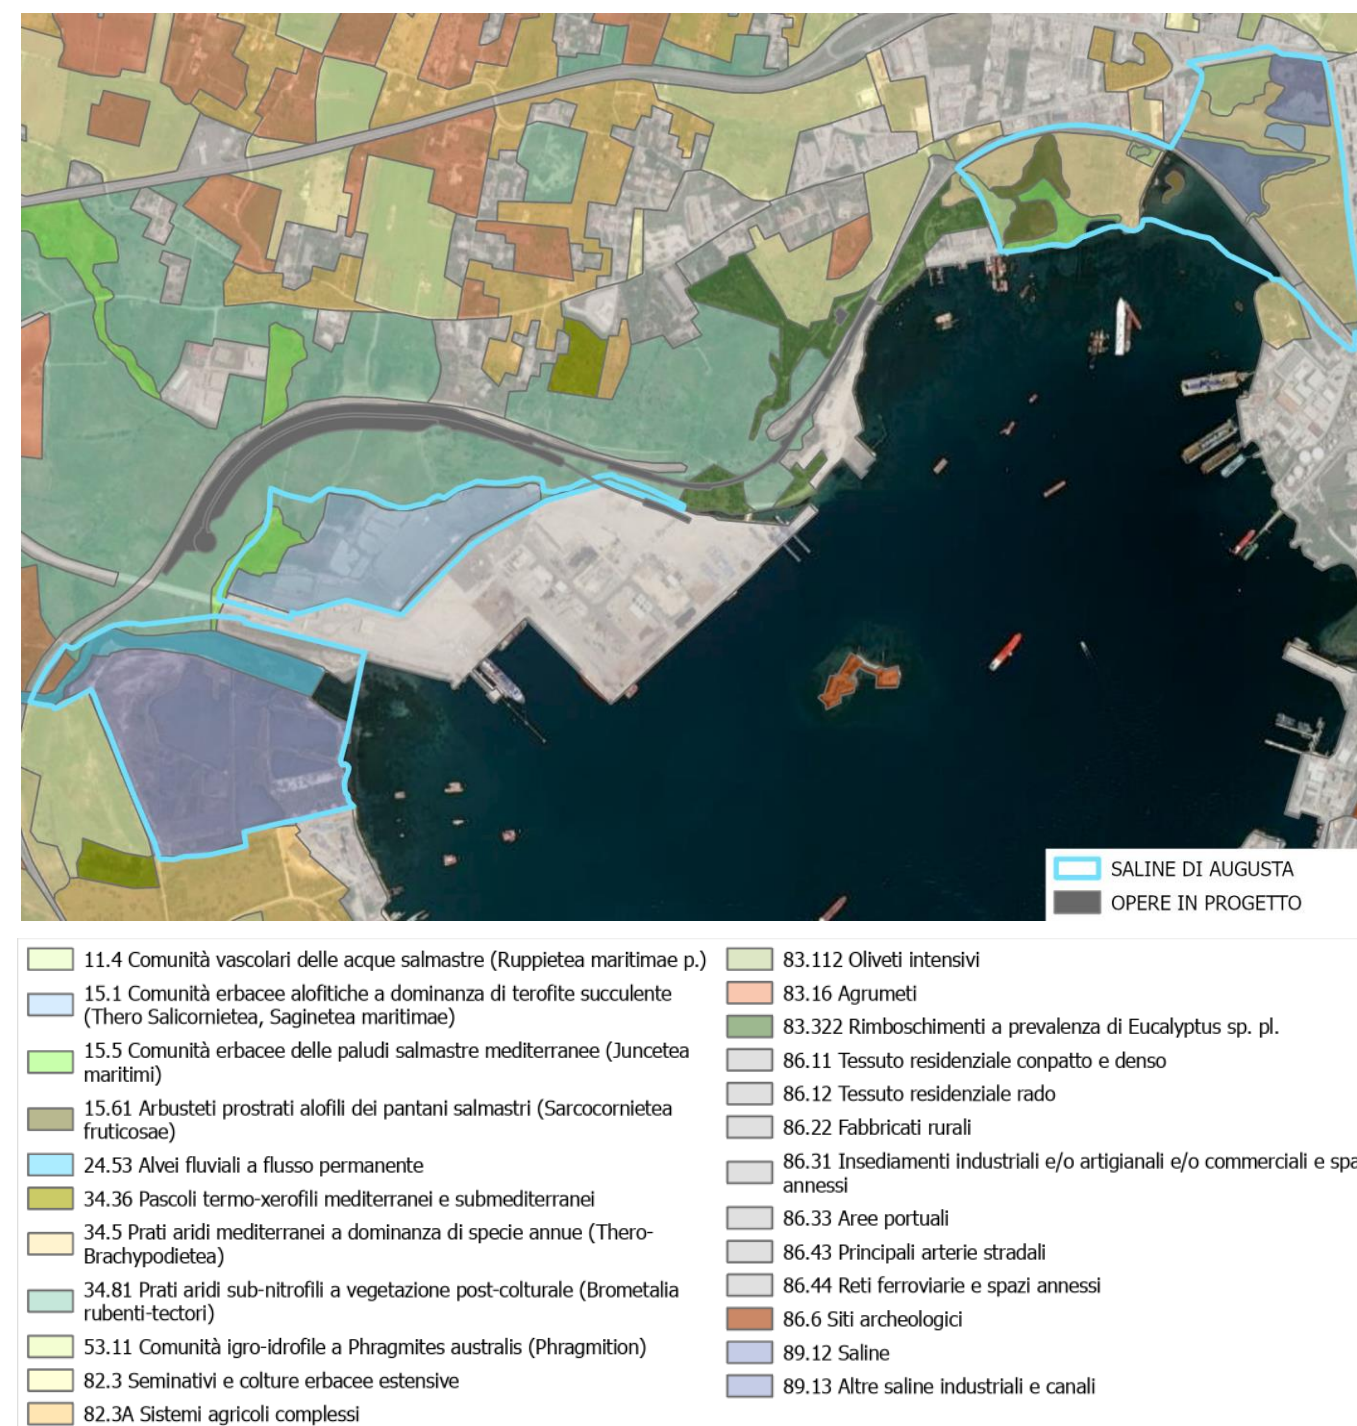 SALINE DI AUGUSTA
OPERE IN PROGETTO
11.4 Comunità vascolari delle acque salmastre (Ruppietea maritimae p.)
15.1 Comunità erbacee alofitiche a dominanza di terofite succulente
(Thero Salicornietea, Saginetea maritimae)
15.5 Comunità erbacee delle paludi salmastre mediterranee (Juncetea
maritimi)
15.61 Arbusteti prostrati alofili dei pantani salmastri (Sarcocornietea
fruticosae)
24.53 Alvei fluviali a flusso permanente
34.36 Pascoli termo-xerofili mediterranei e submediterranei
34.5 Prati aridi mediterranei a dominanza di specie annue (Thero-
Brachypodietea)
34.81 Prati aridi sub-nitrofili a vegetazione post-colturale (Brometalia
rubenti-tectori)
53.11 Comunità igro-idrofile a Phragmites australis (Phragmition)
82.3 Seminativi e colture erbacee estensive
82.3A Sistemi agricoli complessi
83.112 Oliveti intensivi
83.16 Agrumeti
83.322 Rimboschimenti a prevalenza di Eucalyptus sp. pl.
86.11 Tessuto residenziale conpatto e denso
86.12 Tessuto residenziale rado
86.22 Fabbricati rurali
86.31 Insediamenti industriali e/o artigianali e/o commerciali e spa
annessi
86.33 Aree portuali
86.43 Principali arterie stradali
86.44 Reti ferroviarie e spazi annessi
86.6 Siti archeologici
89.12 Saline
89.13 Altre saline industriali e canali